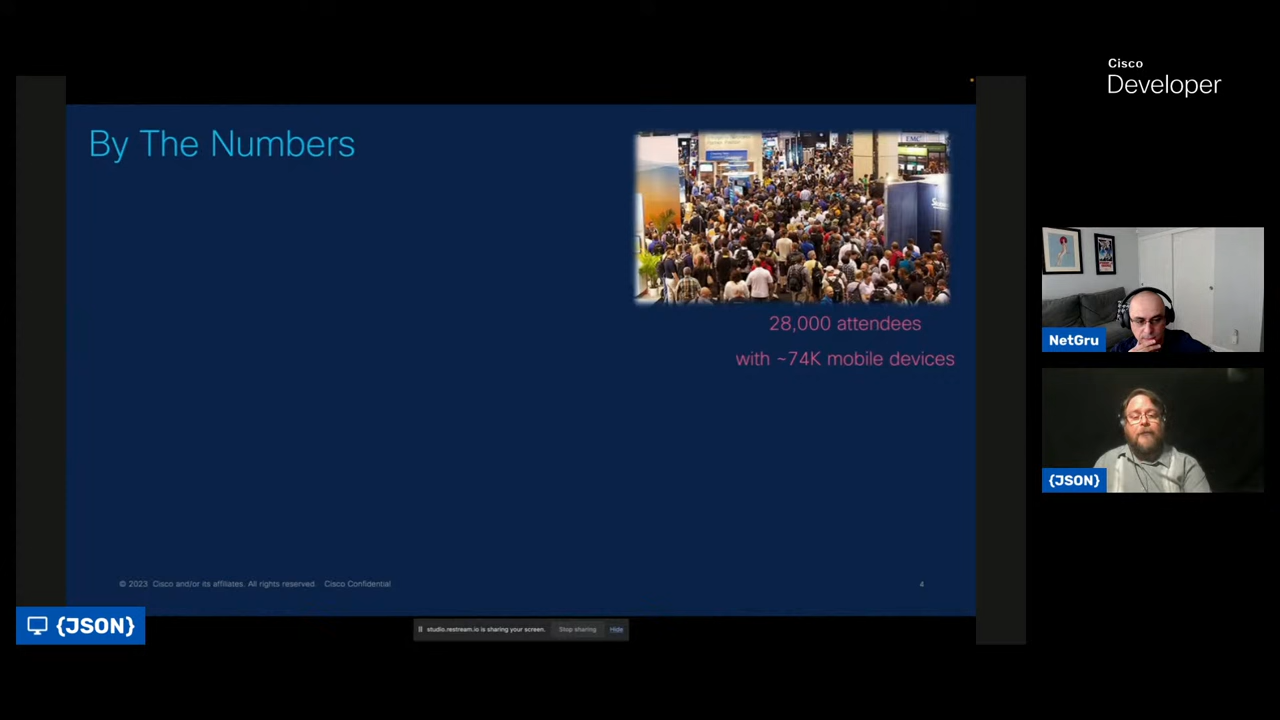 Cisco
Developer
By The Numbers
EMC
28,000 attendees
with ~74K mobile devices
NetGru
{JSON}
© 2023 Cisco and/or its affiliates. All rights reserved. Cisco Confidential
4
{JSON}
studio.restream.io is sharing your screen.
Stop sharing
Hide